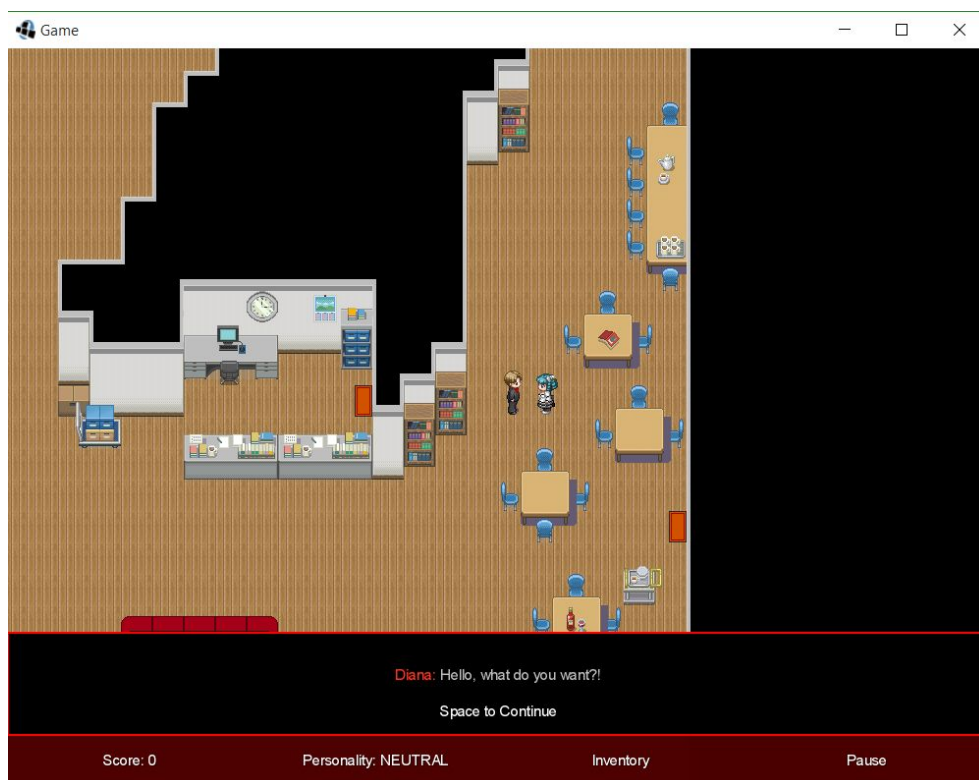 Game
Diana: Hello, what do you want?!
Space to Continue
Score: 0 Personality: NEUTRAL Inventory Pause